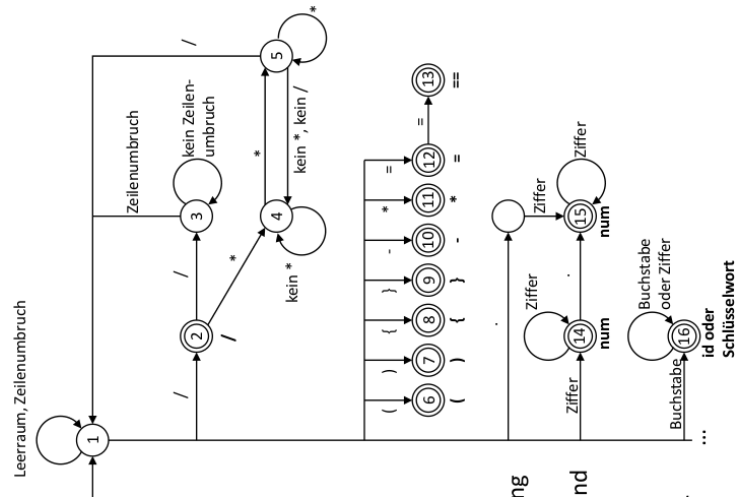 Leerraum, Zeilenumbruch
1
Zeilenumbruch
/
/
/
2
/
/
*
3
kein Zeilen-
umbruch
kein *
4
*
kein *, kein /
5
*
( ) { } - * =
6 7 8 9 10 11 12
=
13
( ) { } - * = ==
.
Ziffer
Ziffer
14
num
Ziffer
.
15
num
Ziffer
Buchstabe
16
Buchstabe
oder Ziffer
id oder
Schlüsselwort
...
ng
nd